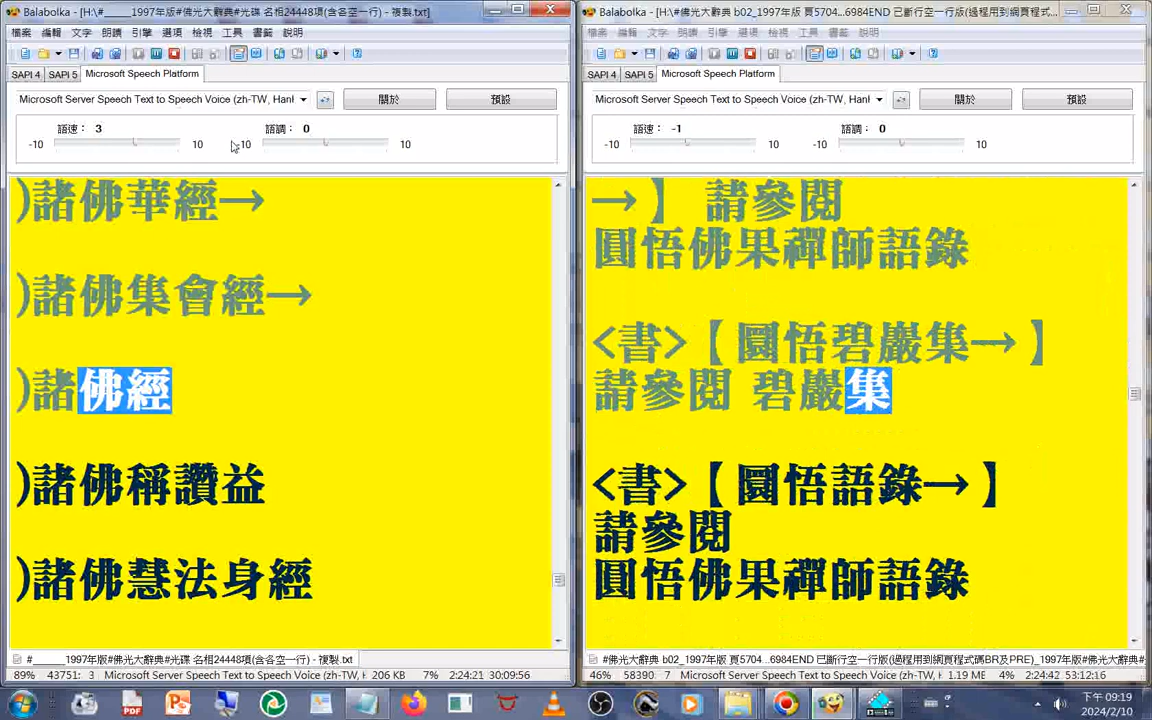 Balabolka - [H:\#_____1997年版#佛光大辭典#光碟 名相24448項(含各空一行) - 複製.txt]
檔案 編輯 文字 朗讀 引擎 選項 檢視 工具 書籤 說明
SAPI 4 SAPI 5 Microsoft Speech Platform
Microsoft Server Speech Text to Speech Voice (zh-TW, Hanl
關於
預設
語速： 3
語調： 0
-10 10 -10 10
)諸佛華經→
)諸佛集會經→
)諸佛經
)諸佛稱讚益
)諸佛慧法身經
#_____1997年版#佛光大辭典#光碟 名相24448項(含各空一行) - 複製.txt
89% 43751: 3 Microsoft Server Speech Text to Speech Voice (zh-TW, H 206 KB 7% 2:24:21 30:09:56
Balabolka - [H:\#佛光大辭典 b02_1997年版 頁5704...6984END 已斷行空一行版(過程用到網頁程式...
檔案 編輯 文字 朗讀 引擎 選項 檢視 工具 書籤 說明
SAPI 4 SAPI 5 Microsoft Speech Platform
Microsoft Server Speech Text to Speech Voice (zh-TW, Hanl
關於
預設
語速： -1
語調： 0
-10 10 -10 10
→】 請參閱
圓悟佛果禪師語錄
<書>【圜悟碧巖集→】
請參閱 碧巖集
<書>【圜悟語錄→】
請參閱
圓悟佛果禪師語錄
#佛光大辭典 b02_1997年版 頁5704...6984END 已斷行空一行版(過程用到網頁程式碼BR及PRE)_1997年版#佛光大辭典#
46% 58390 7 Microsoft Server Speech Text to Speech Voice (zh-TW, H 1.19 ME 4% 2:24:42 53:12:16
下午 09:19
2024/2/10